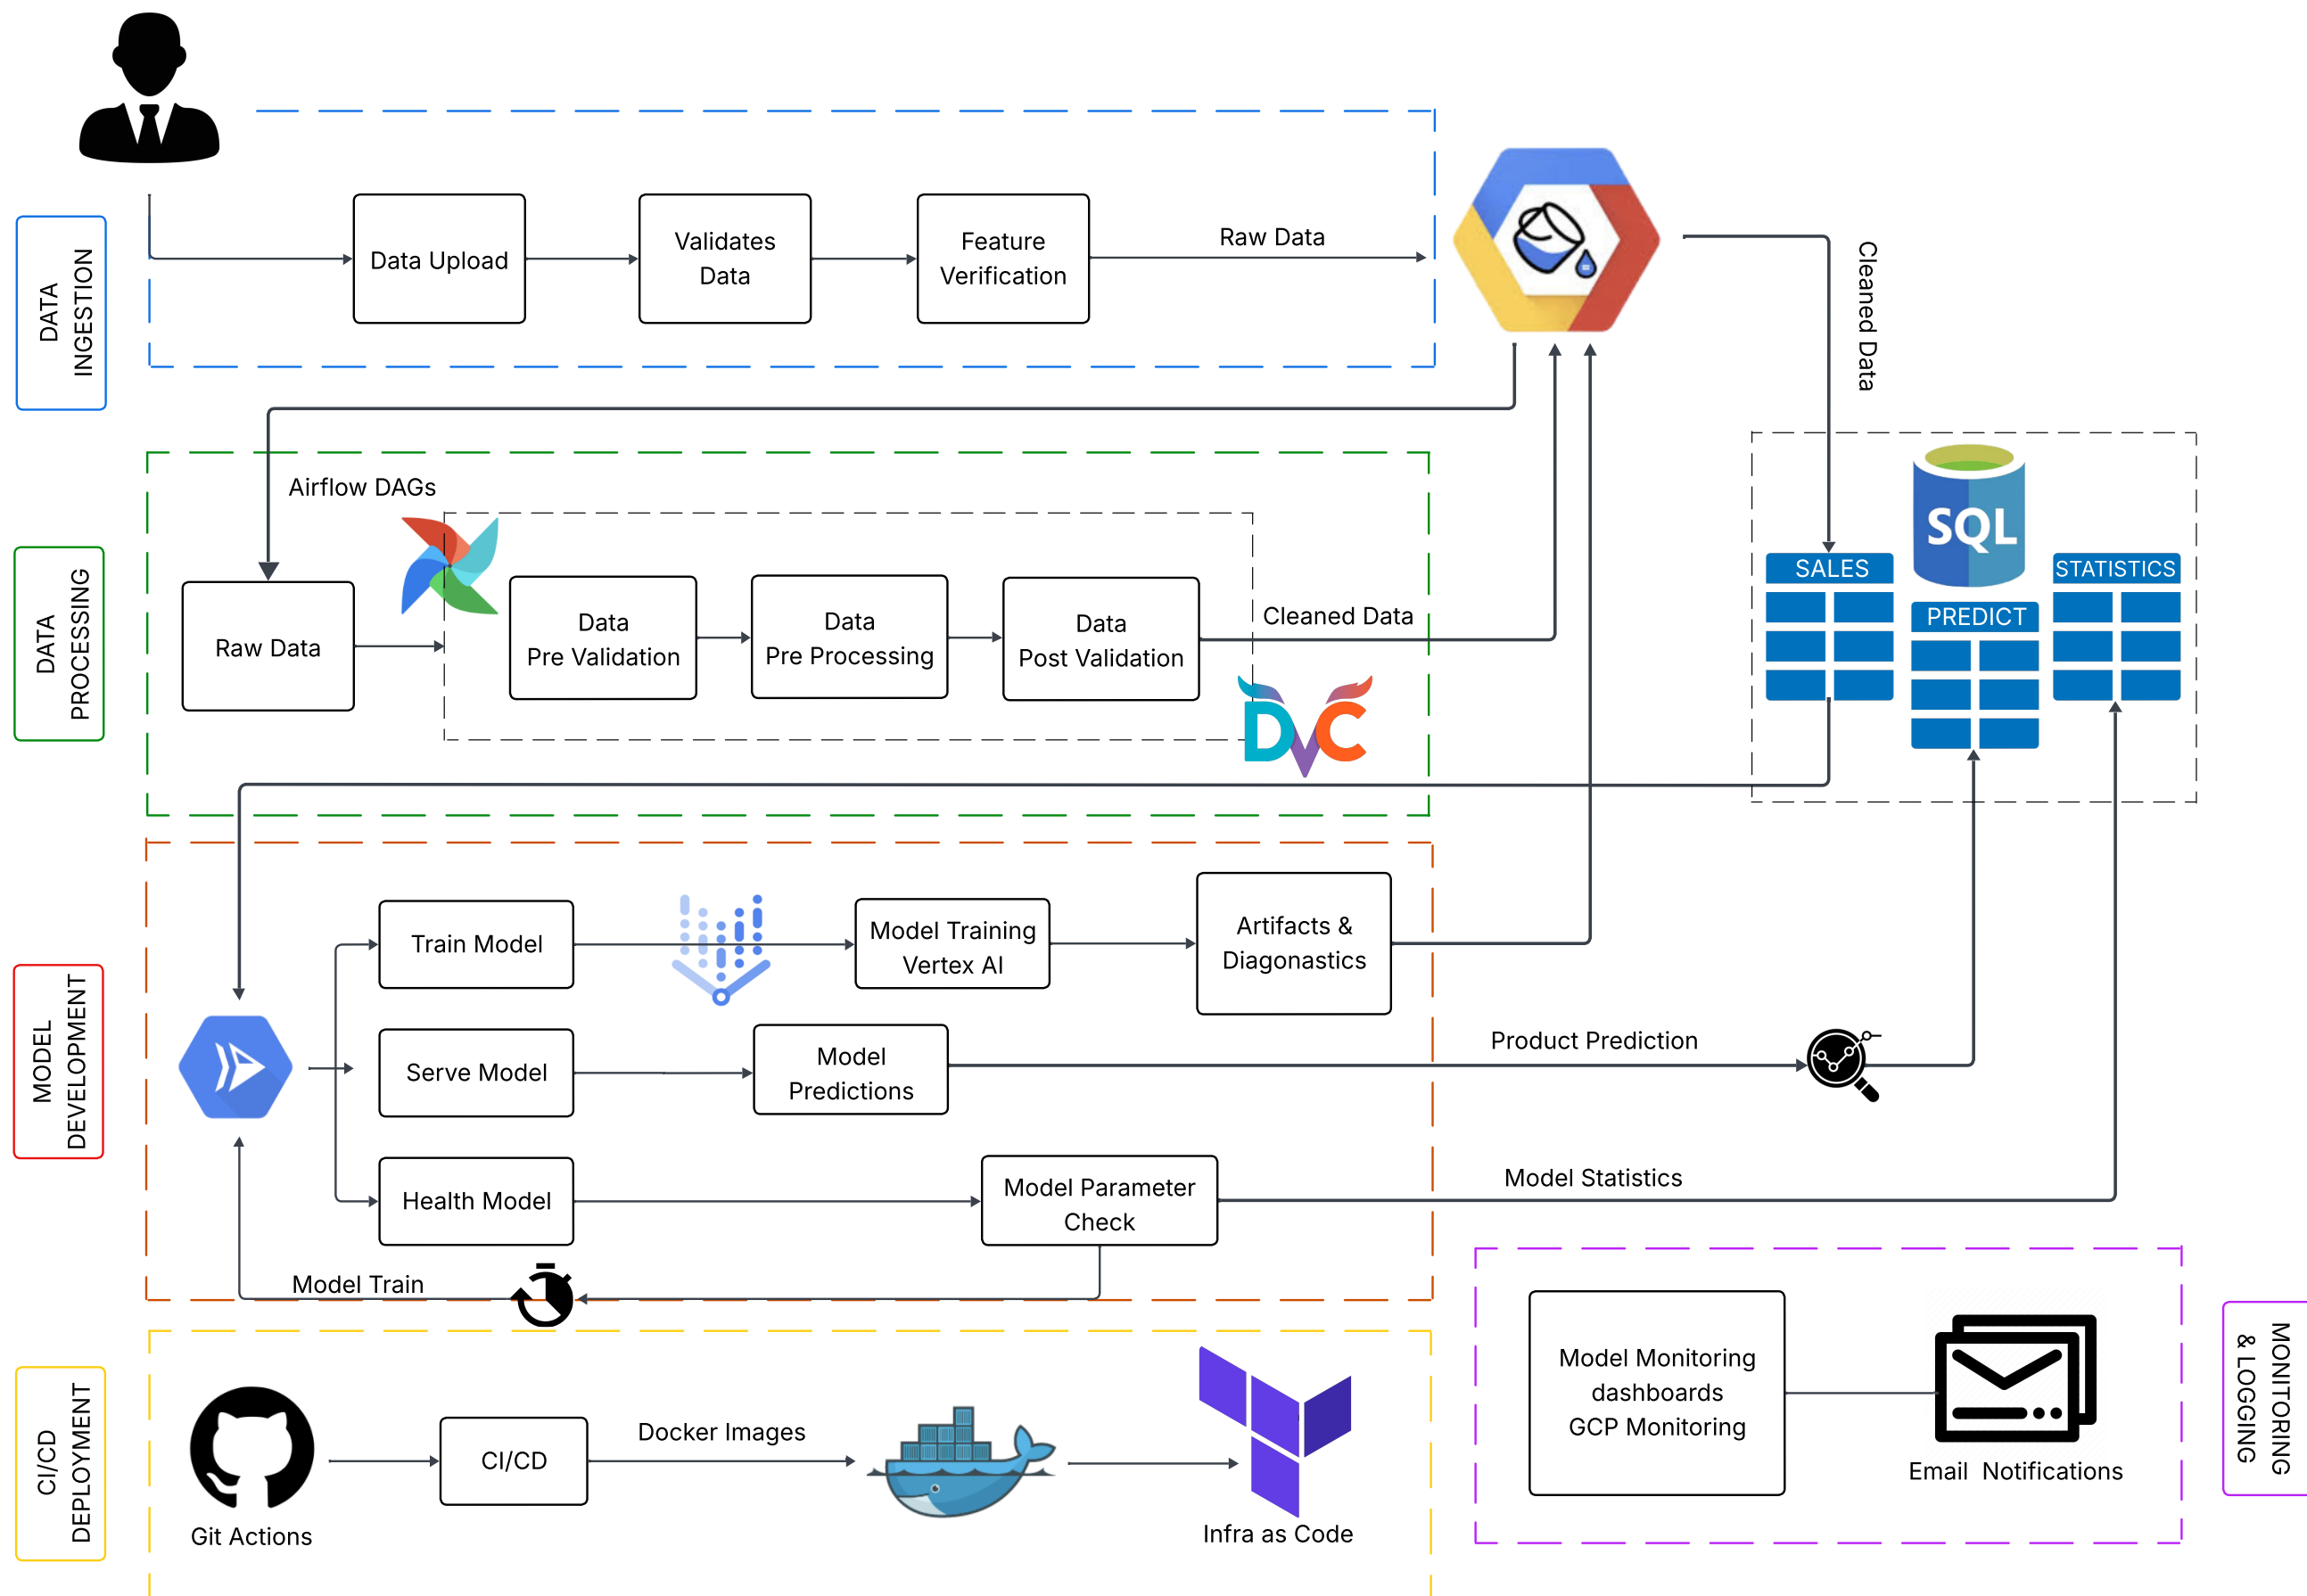 DATA
INGESTION
Data Upload
Validates
Data
Feature
Verification
Raw Data
Cleaned Data
DATA
PROCESSING
Airflow DAGs
Raw Data
Data
Pre Validation
Data
Pre Processing
Data
Post Validation
Cleaned Data
DVC
SQL
SALES
PREDICT
STATISTICS
MODEL
DEVELOPMENT
Train Model
Model Training
Vertex AI
Artifacts &
Diagonastics
Serve Model
Model
Predictions
Product Prediction
Health Model
Model Parameter
Check
Model Statistics
Model Train
CI/CD
DEPLOYMENT
Git Actions
CI/CD
Docker Images
Infra as Code
Model Monitoring
dashboards
GCP Monitoring
Email Notifications
MONITORING
& LOGGING